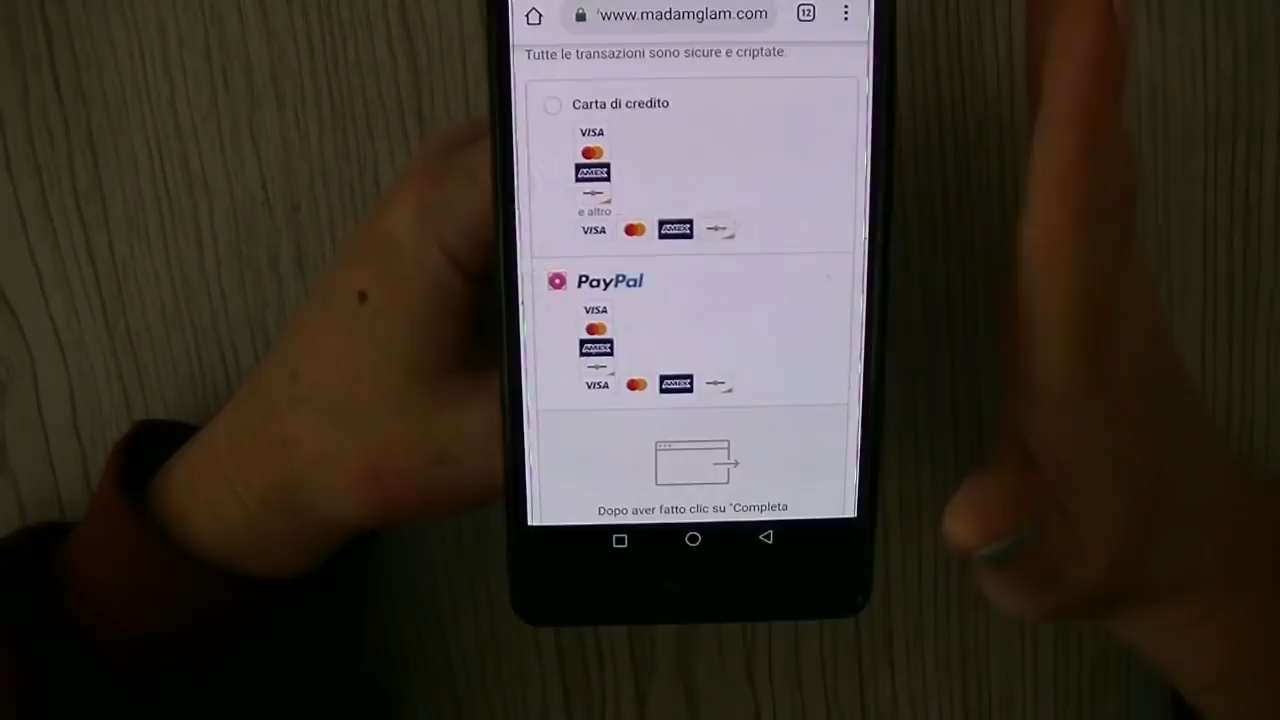 'www.madamglam.com 12
Tutte le transazioni sono sicure e criptate.
Carta di credito
VISA
AMEX
e altro
VISA AMEX
PayPal
VISA
AMEX
VISA AMEX
Dopo aver fatto clic su "Completa